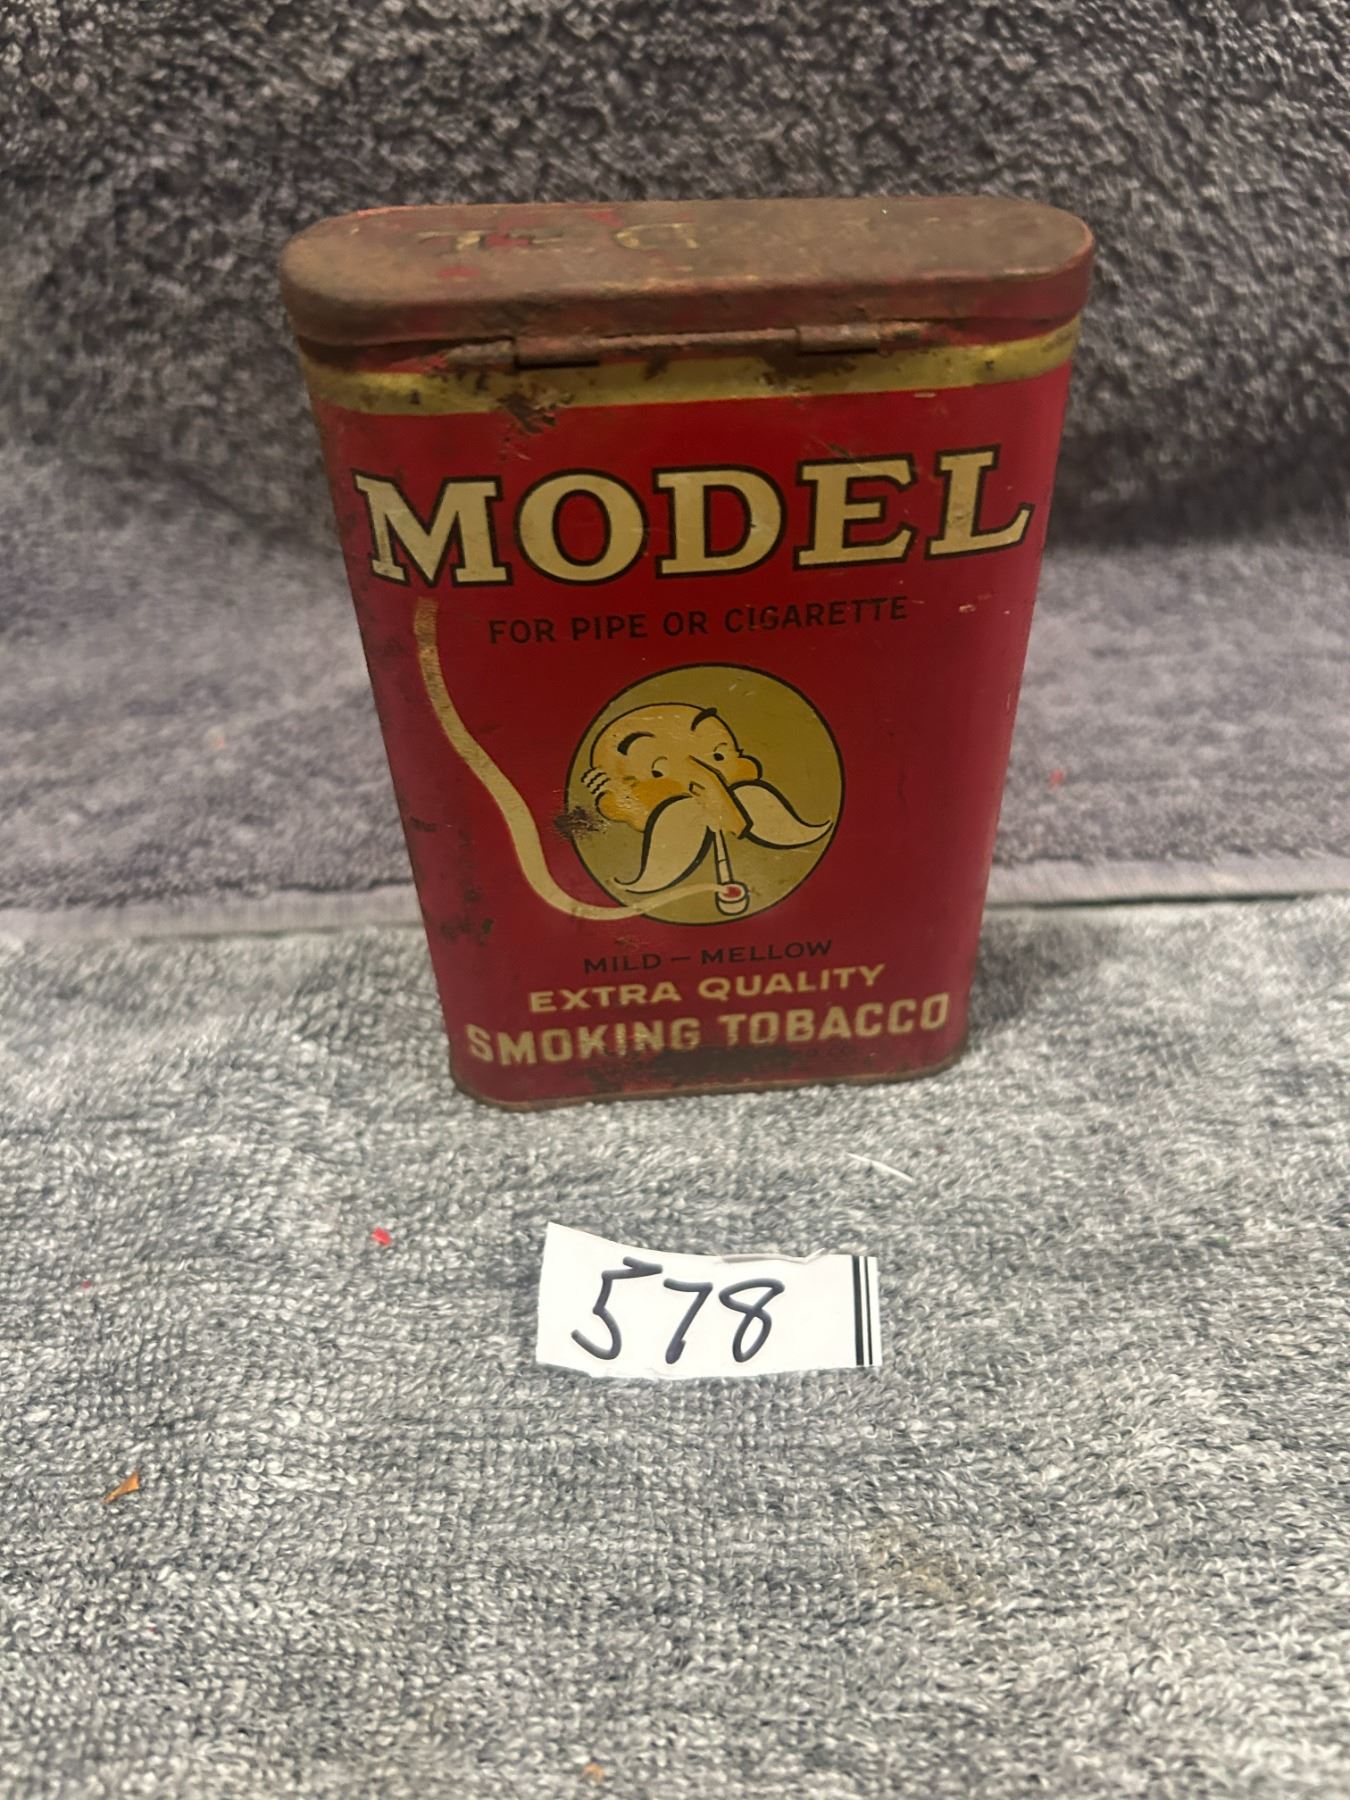 MODEL
FOR PIPE OR CIGARETTE
MILD — MELLOW
EXTRA QUALITY
SMOKING TOBACCO
578